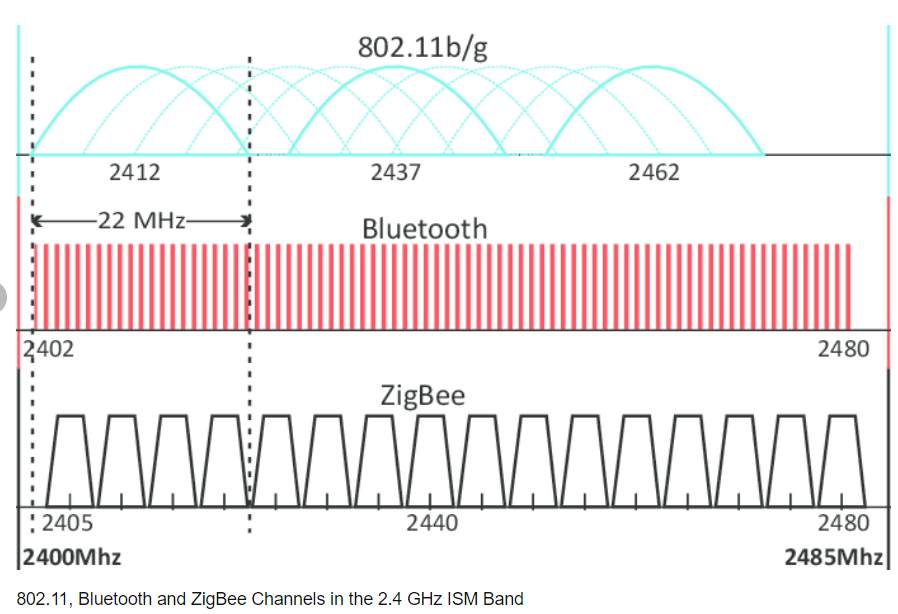 802.11b/g
2412 2437 2462
22 MHz
Bluetooth
2402 2480
ZigBee
2405 2440 2480
2400Mhz 2485Mhz
802.11, Bluetooth and ZigBee Channels in the 2.4 GHz ISM Band